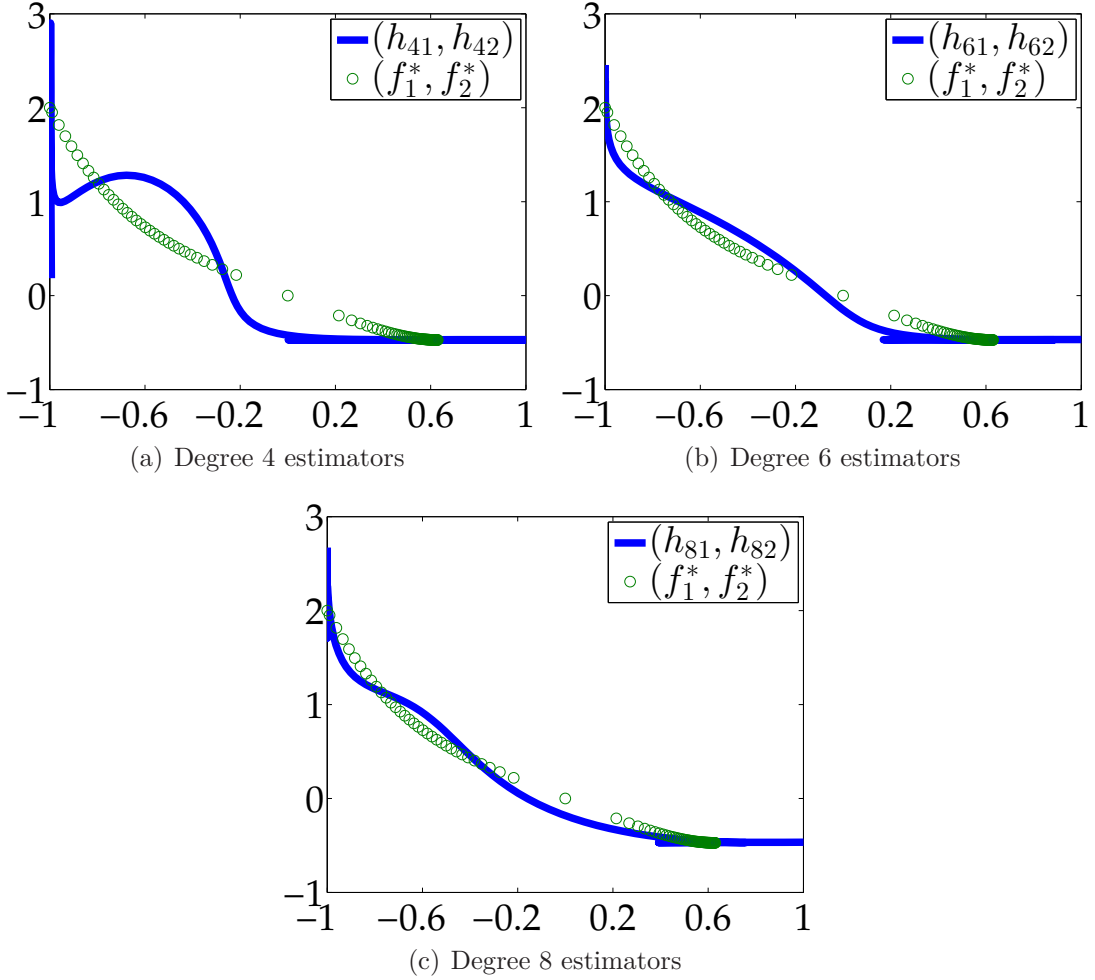 3
2
1
0
−1
−1 −0.6 −0.2 0.2 0.6 1
(h₄₁, h₄₂)
(f₁*, f₂*)
(a) Degree 4 estimators
3
2
1
0
−1
−1 −0.6 −0.2 0.2 0.6 1
(h₆₁, h₆₂)
(f₁*, f₂*)
(b) Degree 6 estimators
3
2
1
0
−1
−1 −0.6 −0.2 0.2 0.6 1
(h₈₁, h₈₂)
(f₁*, f₂*)
(c) Degree 8 estimators